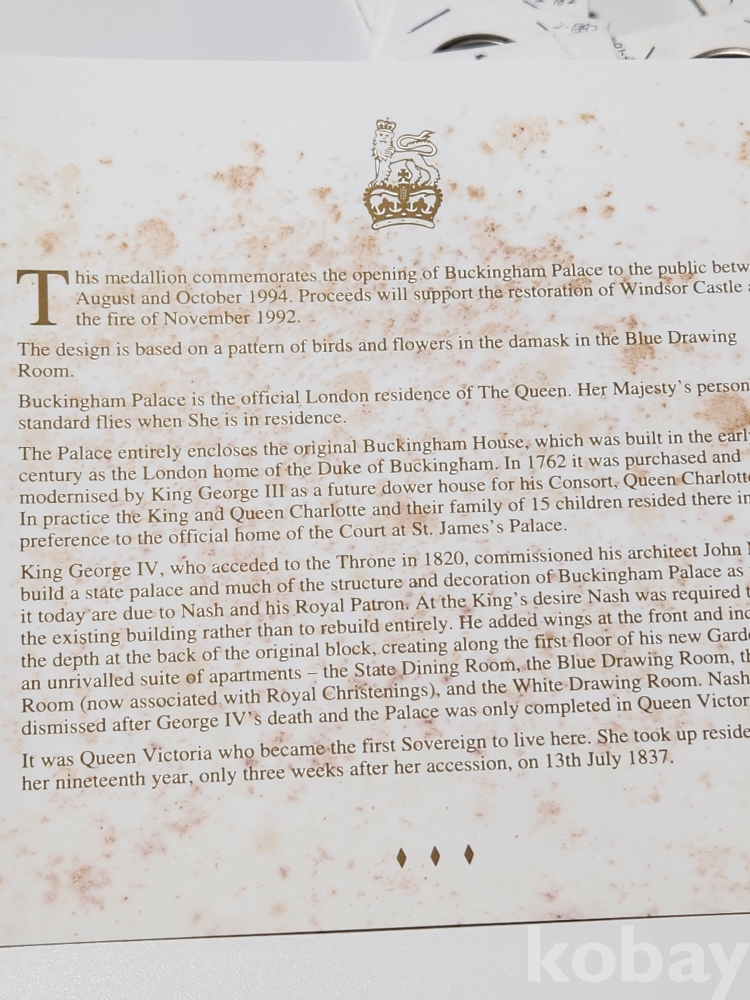 This medallion commemorates the opening of Buckingham Palace to the public
August and October 1994. Proceeds will support the restoration of Windsor Castle
the fire of November 1992.
The design is based on a pattern of birds and flowers in the damask in the Blue Drawing
Room.
Buckingham Palace is the official London residence of The Queen. Her Majesty's
standard flies when She is in residence.
The Palace entirely encloses the original Buckingham House, which was built in the
century as the London home of the Duke of Buckingham. In 1762 it was purchased and
modernised by King George III as a future dower house for his Consort, Queen
In practice the King and Queen Charlotte and their family of 15 children resided there in
preference to the official home of the Court at St. James's Palace.
King George IV, who acceded to the Throne in 1820, commissioned his architect John
build a state palace and much of the structure and decoration of Buckingham Palace as
it today are due to Nash and his Royal Patron. At the King's desire Nash was required
the existing building rather than to rebuild entirely. He added wings at the front and
the depth at the back of the original block, creating along the first floor of his new
an unrivalled suite of apartments – the State Dining Room, the Blue Drawing Room,
Room (now associated with Royal Christenings), and the White Drawing Room. Nash
dismissed after George IV's death and the Palace was only completed in Queen
It was Queen Victoria who became the first Sovereign to live here. She took up
her nineteenth year, only three weeks after her accession, on 13th July 1837.
kobay